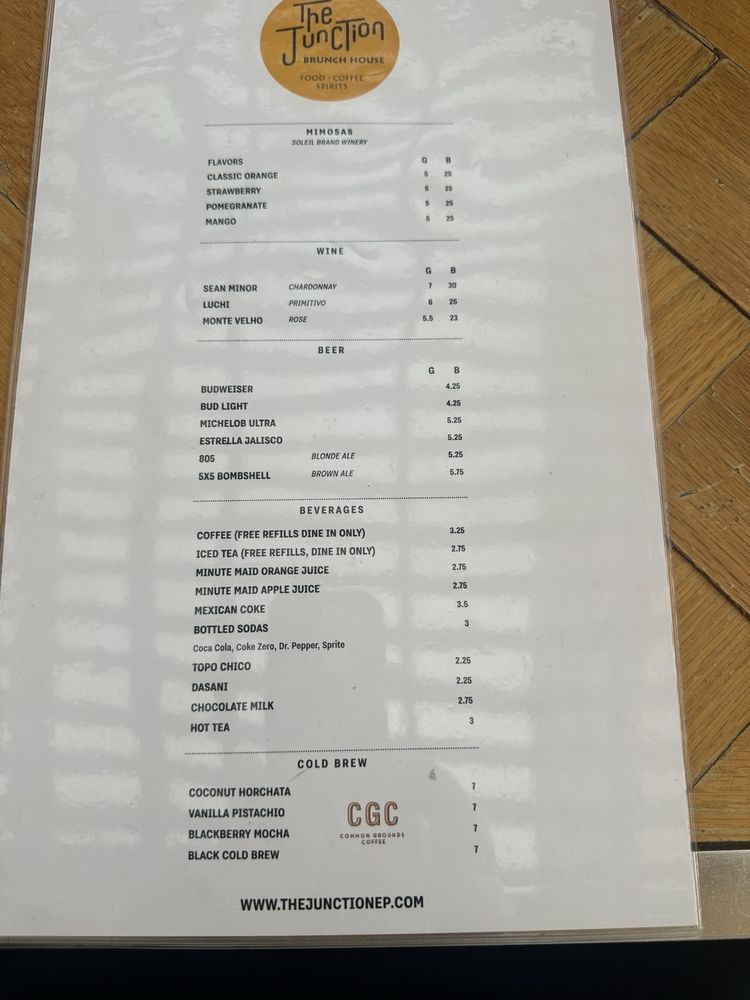 The
Junction
BRUNCH HOUSE
FOOD · COFFEE
SPIRITS
MIMOSAS
SOLEIL BRAND WINERY
FLAVORS G B
CLASSIC ORANGE 5 25
STRAWBERRY 5 25
POMEGRANATE 5 25
MANGO 5 25
WINE
G B
SEAN MINOR CHARDONNAY 7 30
LUCHI PRIMITIVO 6 25
MONTE VELHO ROSE 5.5 23
BEER
G B
BUDWEISER 4.25
BUD LIGHT 4.25
MICHELOB ULTRA 5.25
ESTRELLA JALISCO 5.25
805 BLONDE ALE 5.25
5X5 BOMBSHELL BROWN ALE 5.75
BEVERAGES
COFFEE (FREE REFILLS DINE IN ONLY) 3.25
ICED TEA (FREE REFILLS, DINE IN ONLY) 2.75
MINUTE MAID ORANGE JUICE 2.75
MINUTE MAID APPLE JUICE 2.75
MEXICAN COKE 3.5
BOTTLED SODAS 3
Coca Cola, Coke Zero, Dr. Pepper, Sprite
TOPO CHICO 2.25
DASANI 2.25
CHOCOLATE MILK 2.75
HOT TEA 3
COLD BREW
COCONUT HORCHATA 7
VANILLA PISTACHIO 7
BLACKBERRY MOCHA 7
BLACK COLD BREW 7
CGC
COMMON GROUNDS
COFFEE
WWW.THEJUNCTIONEP.COM